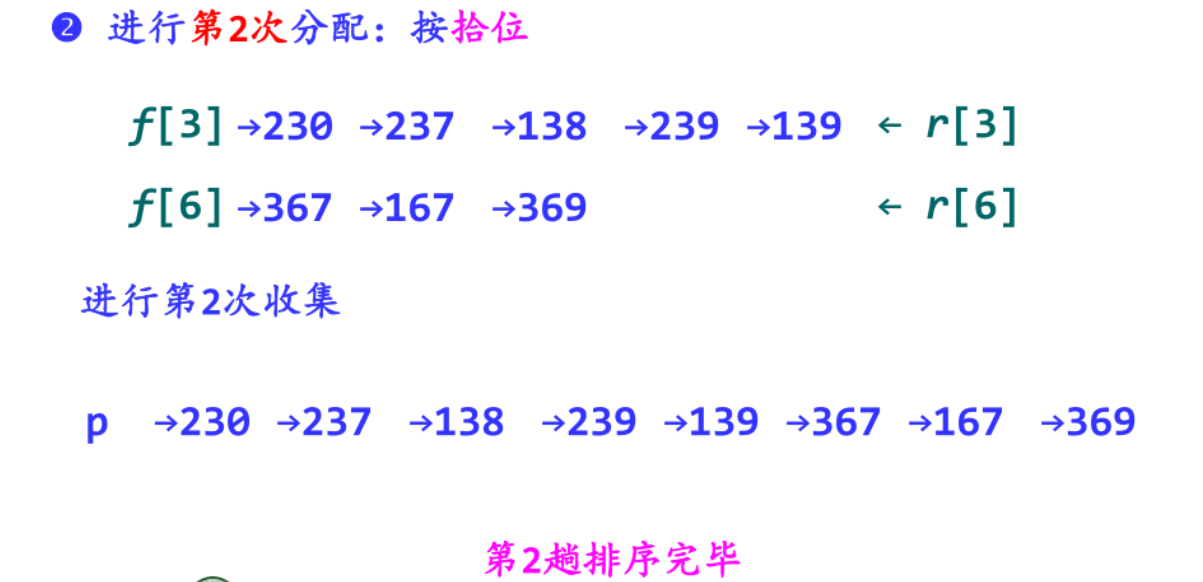 ❷ 进行第2次分配：按拾位
f[3] →230 →237 →138 →239 →139 ← r[3]
f[6] →367 →167 →369 ← r[6]
进行第2次收集
p →230 →237 →138 →239 →139 →367 →167 →369
第2趟排序完毕